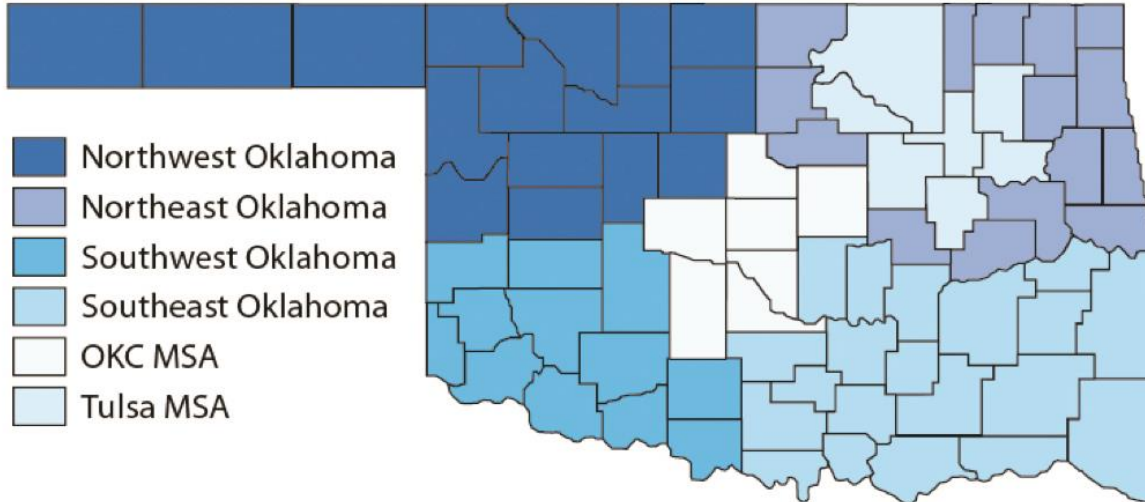 Northwest Oklahoma
Northeast Oklahoma
Southwest Oklahoma
Southeast Oklahoma
OKC MSA
Tulsa MSA